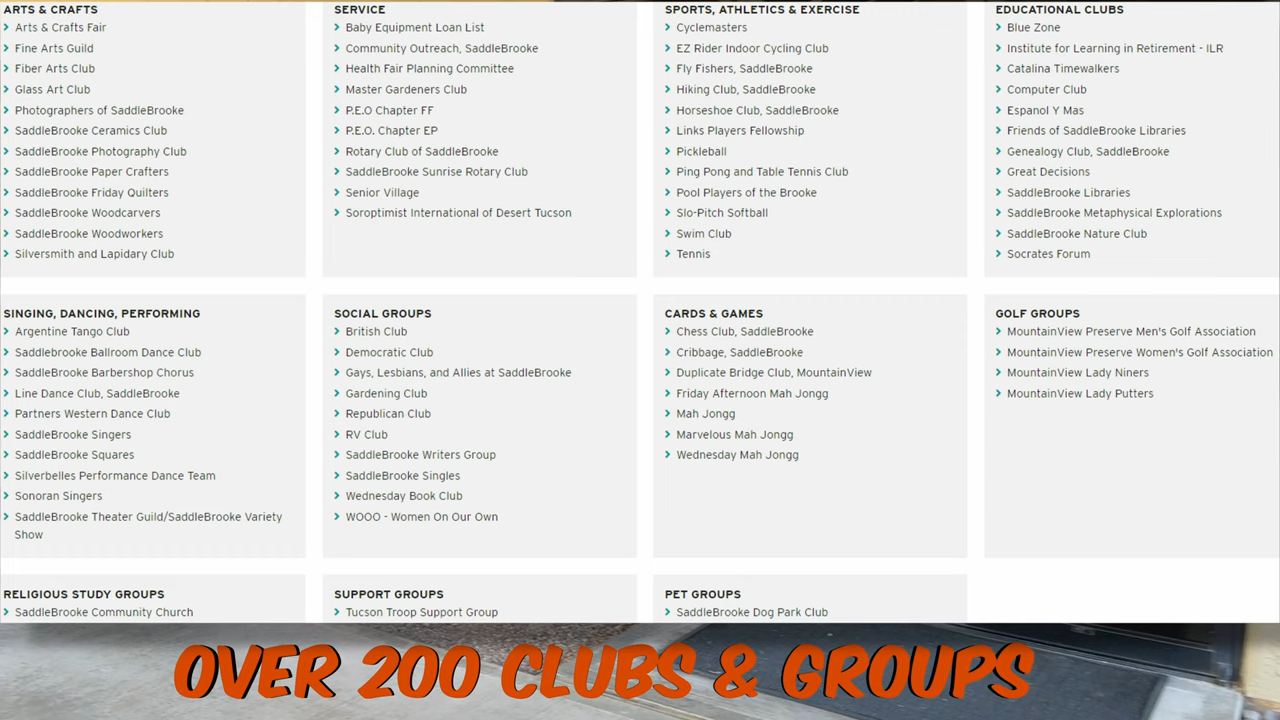 ARTS & CRAFTS
Arts & Crafts Fair
Fine Arts Guild
Fiber Arts Club
Glass Art Club
Photographers of SaddleBrooke
SaddleBrooke Ceramics Club
SaddleBrooke Photography Club
SaddleBrooke Paper Crafters
SaddleBrooke Friday Quilters
SaddleBrooke Woodcarvers
SaddleBrooke Woodworkers
Silversmith and Lapidary Club
SERVICE
Baby Equipment Loan List
Community Outreach, SaddleBrooke
Health Fair Planning Committee
Master Gardeners Club
P.E.O Chapter FF
P.E.O. Chapter EP
Rotary Club of SaddleBrooke
SaddleBrooke Sunrise Rotary Club
Senior Village
Soroptimist International of Desert Tucson
SPORTS, ATHLETICS & EXERCISE
Cyclemasters
EZ Rider Indoor Cycling Club
Fly Fishers, SaddleBrooke
Hiking Club, SaddleBrooke
Horseshoe Club, SaddleBrooke
Links Players Fellowship
Pickleball
Ping Pong and Table Tennis Club
Pool Players of the Brooke
Slo-Pitch Softball
Swim Club
Tennis
EDUCATIONAL CLUBS
Blue Zone
Institute for Learning in Retirement - ILR
Catalina Timewalkers
Computer Club
Espanol Y Mas
Friends of SaddleBrooke Libraries
Genealogy Club, SaddleBrooke
Great Decisions
SaddleBrooke Libraries
SaddleBrooke Metaphysical Explorations
SaddleBrooke Nature Club
Socrates Forum
SINGING, DANCING, PERFORMING
Argentine Tango Club
Saddlebrooke Ballroom Dance Club
SaddleBrooke Barbershop Chorus
Line Dance Club, SaddleBrooke
Partners Western Dance Club
SaddleBrooke Singers
SaddleBrooke Squares
Silverbelles Performance Dance Team
Sonoran Singers
SaddleBrooke Theater Guild/SaddleBrooke Variety
Show
SOCIAL GROUPS
British Club
Democratic Club
Gays, Lesbians, and Allies at SaddleBrooke
Gardening Club
Republican Club
RV Club
SaddleBrooke Writers Group
SaddleBrooke Singles
Wednesday Book Club
WOOO - Women On Our Own
CARDS & GAMES
Chess Club, SaddleBrooke
Cribbage, SaddleBrooke
Duplicate Bridge Club, MountainView
Friday Afternoon Mah Jongg
Mah Jongg
Marvelous Mah Jongg
Wednesday Mah Jongg
GOLF GROUPS
MountainView Preserve Men's Golf Association
MountainView Preserve Women's Golf Association
MountainView Lady Niners
MountainView Lady Putters
RELIGIOUS STUDY GROUPS
SaddleBrooke Community Church
SUPPORT GROUPS
Tucson Troop Support Group
PET GROUPS
SaddleBrooke Dog Park Club
OVER 200 CLUBS & GROUPS